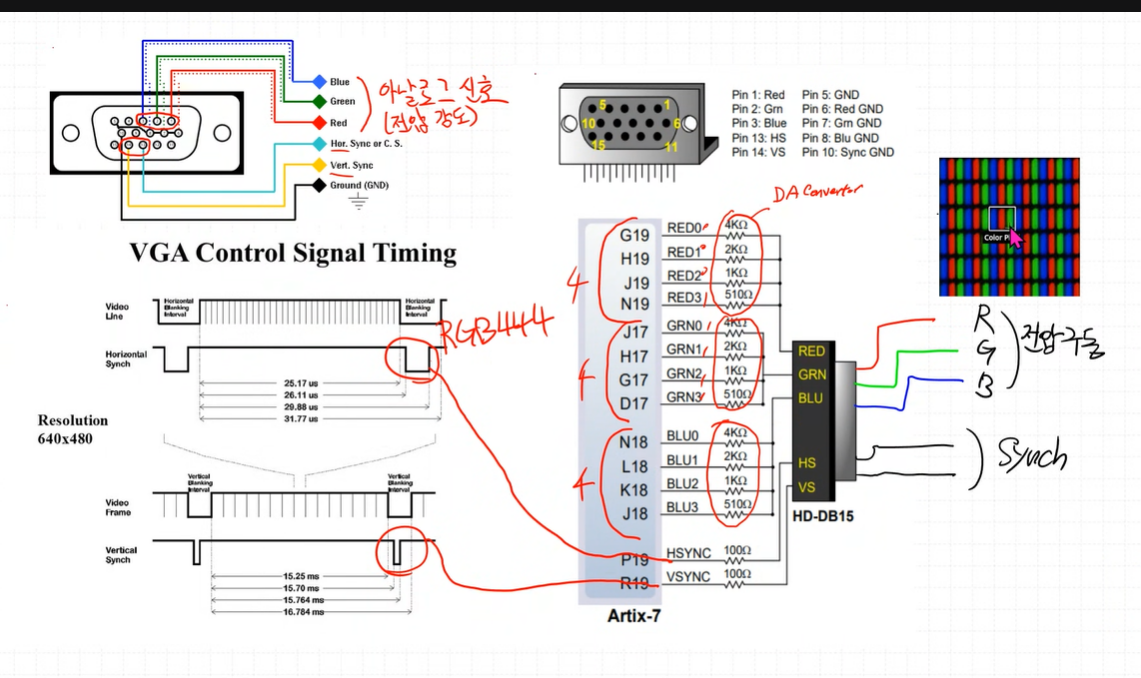 Blue
Green
Red
Hor. Sync or C. S.
Vert. Sync
Ground (GND)
아날로그 신호
(전압 강도)
5
1
10
6
15
11
Pin 1: Red Pin 5: GND
Pin 2: Grn Pin 6: Red GND
Pin 3: Blue Pin 7: Grn GND
Pin 13: HS Pin 8: Blu GND
Pin 14: VS Pin 10: Sync GND
VGA Control Signal Timing
Video
Line
Horizontal
Blanking
Interval
Horizontal
Blanking
Interval
Horizontal
Synch
25.17 us
26.11 us
29.88 us
31.77 us
Resolution
640x480
Vertical
Blanking
Interval
Vertical
Blanking
Interval
Video
Frame
Vertical
Synch
15.25 ms
15.70 ms
15.764 ms
16.784 ms
RGB444
DA Convertor
4
G19 RED0 4KΩ
H19 RED1 2KΩ
J19 RED2 1KΩ
N19 RED3 510Ω
4
J17 GRN0 4KΩ
H17 GRN1 2KΩ
G17 GRN2 1KΩ
D17 GRN3 510Ω
4
N18 BLU0 4KΩ
L18 BLU1 2KΩ
K18 BLU2 1KΩ
J18 BLU3 510Ω
P19 HSYNC 100Ω
R19 VSYNC 100Ω
Artix-7
RED
GRN
BLU
HS
VS
HD-DB15
Color
R
G
B
전압구동
Synch